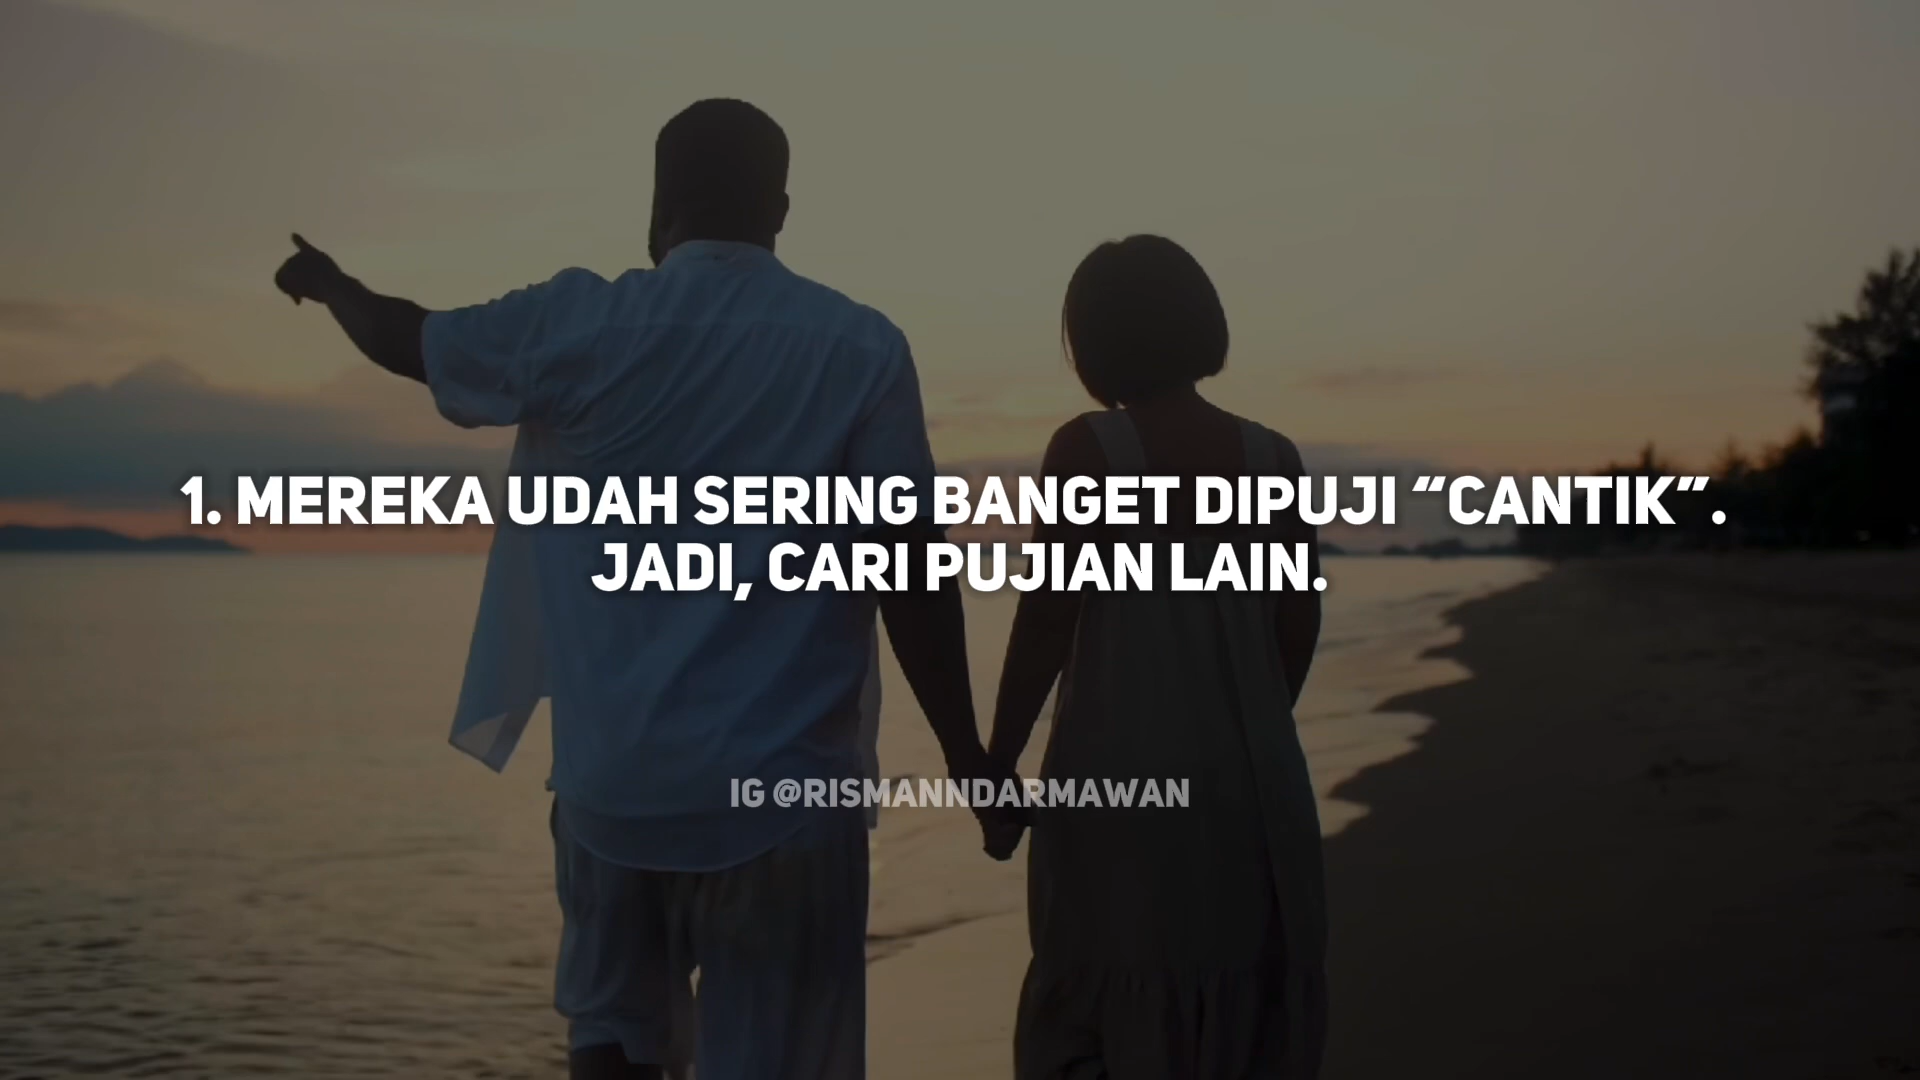 1. MEREKA UDAH SERING BANGET DIPUJI “CANTIK”.
JADI, CARI PUJIAN LAIN.
IG @RISMANNDARMAWAN